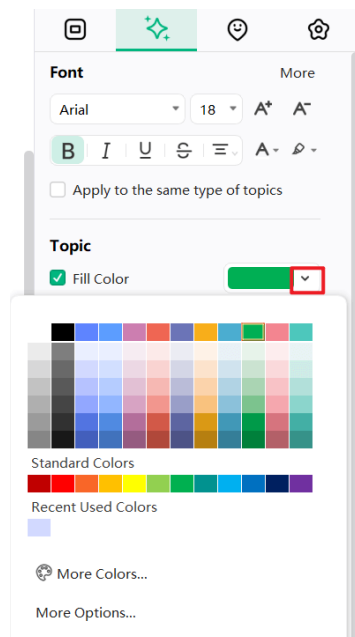 Font More
Arial 18 A+ A-
B I U S A
Apply to the same type of topics
Topic
Fill Color
Standard Colors
Recent Used Colors
More Colors...
More Options...